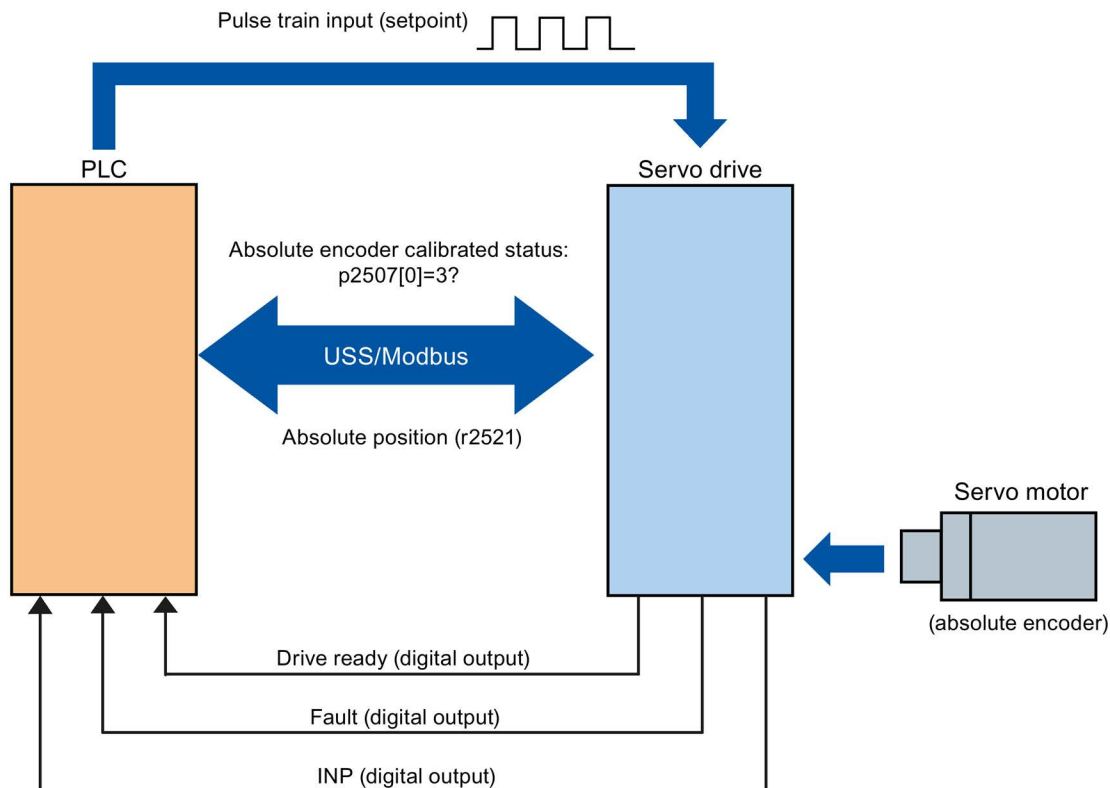 Pulse train input (setpoint)
PLC
Servo drive
Absolute encoder calibrated status:
p2507[0]=3?
USS/Modbus
Absolute position (r2521)
Servo motor
(absolute encoder)
Drive ready (digital output)
Fault (digital output)
INP (digital output)